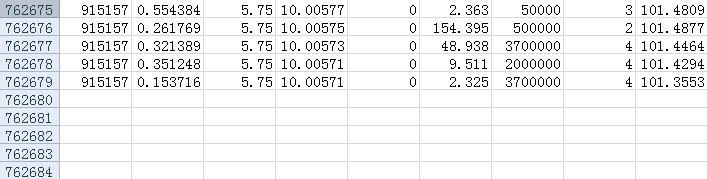 762675 915157 0.554384 5.75 10.00577 0 2.363 50000 3 101.4809
762676 915157 0.261769 5.75 10.00575 0 154.395 500000 2 101.4877
762677 915157 0.321389 5.75 10.00573 0 48.938 3700000 4 101.4464
762678 915157 0.351248 5.75 10.00571 0 9.511 2000000 4 101.4294
762679 915157 0.153716 5.75 10.00571 0 2.325 3700000 4 101.3553
762680
762681
762682
762683
762684